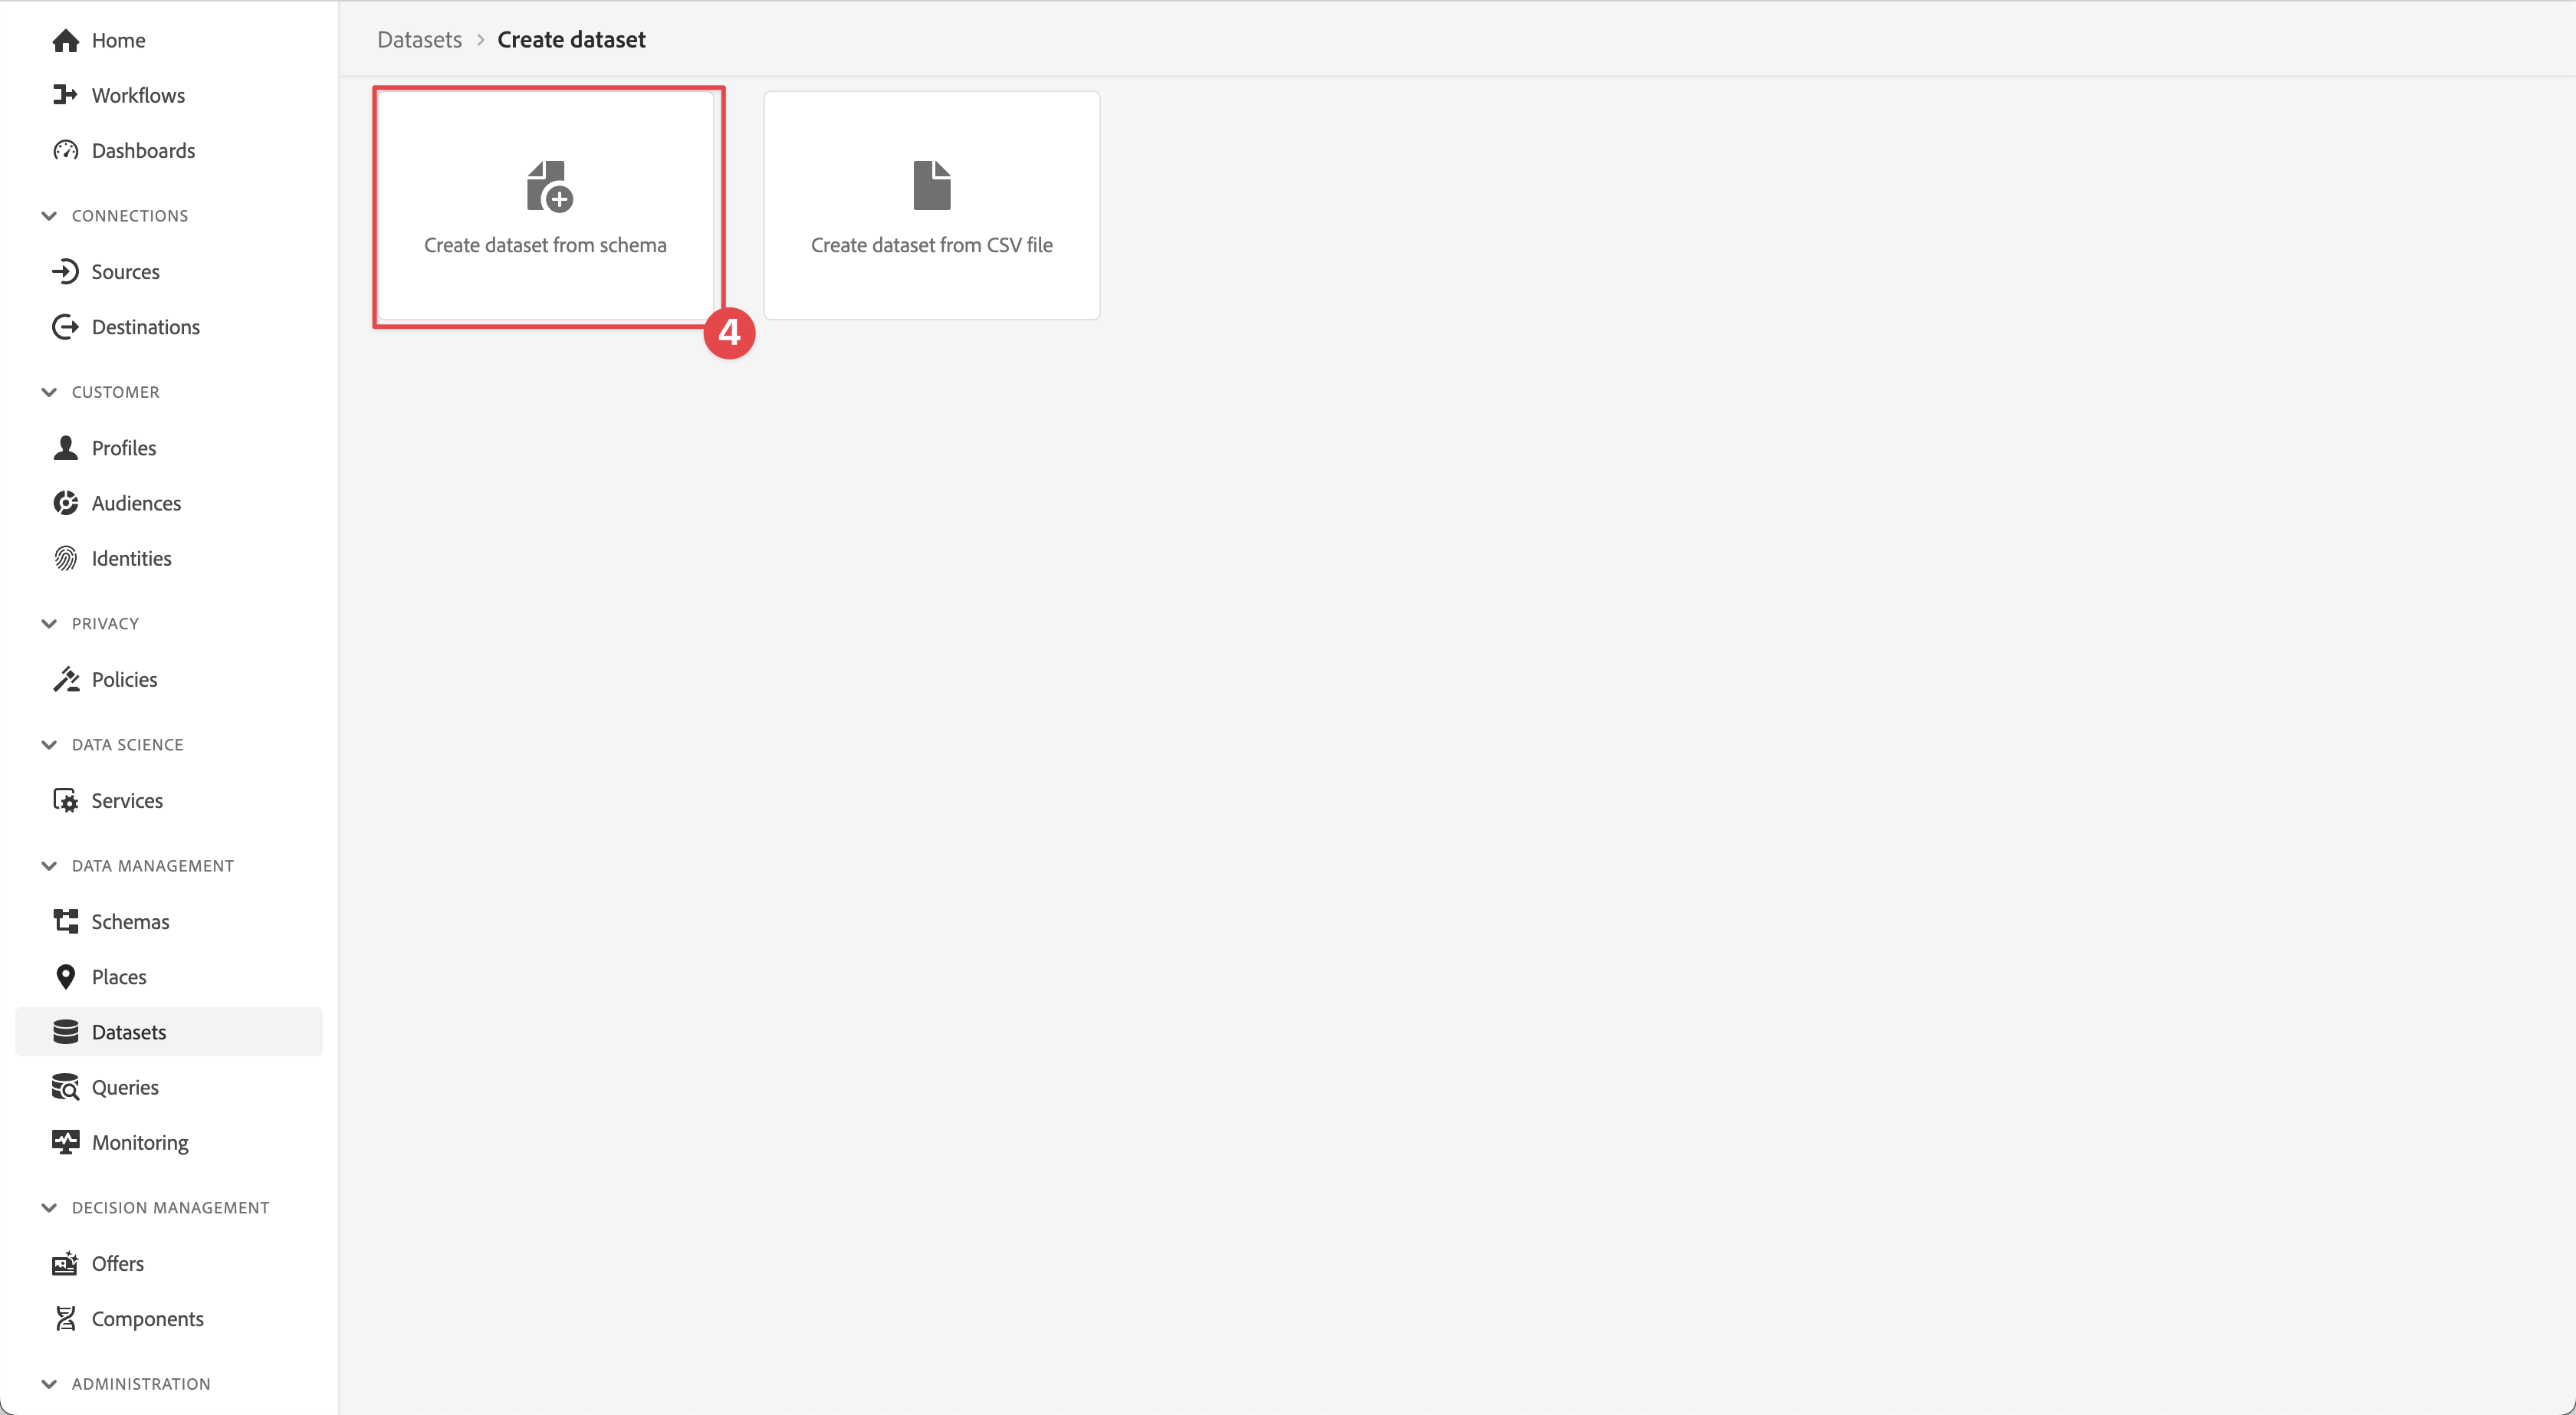 Home
Workflows
Dashboards
CONNECTIONS
Sources
Destinations
CUSTOMER
Profiles
Audiences
Identities
PRIVACY
Policies
DATA SCIENCE
Services
DATA MANAGEMENT
Schemas
Places
Datasets
Queries
Monitoring
DECISION MANAGEMENT
Offers
Components
ADMINISTRATION
Datasets > Create dataset
Create dataset from schema
4
Create dataset from CSV file